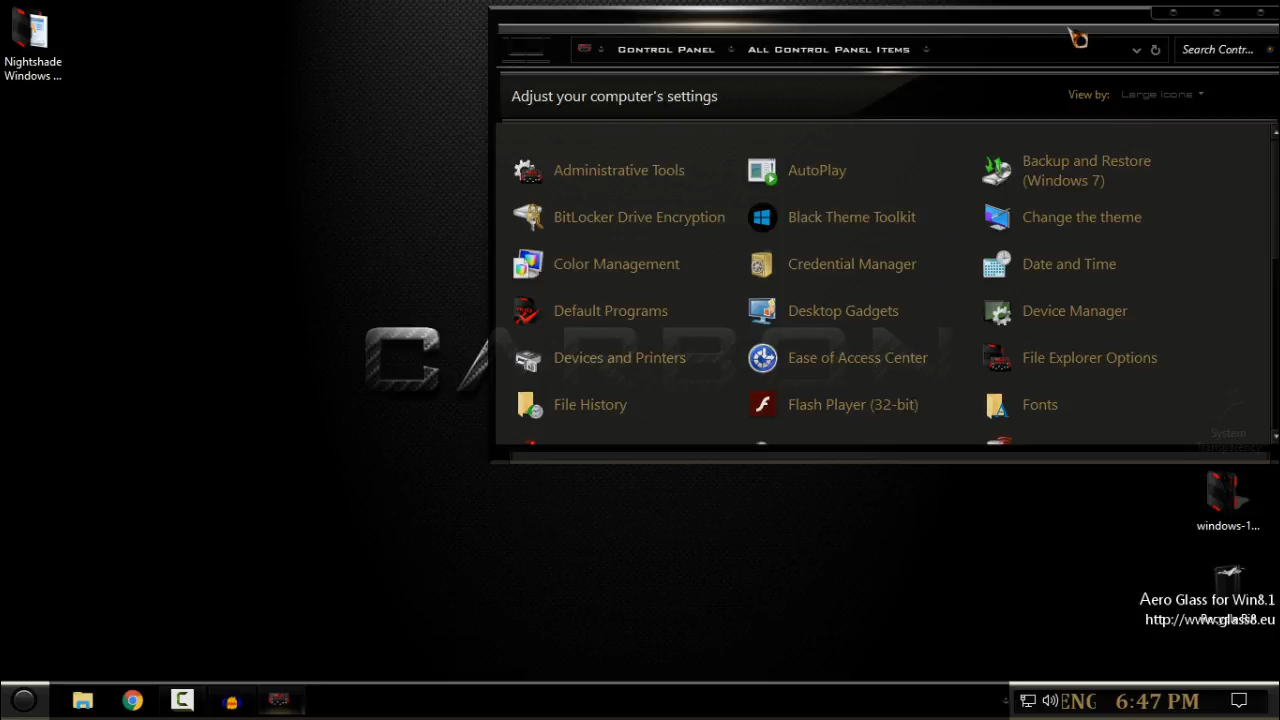 Nightshade
Windows ...
CONTROL PANEL
ALL CONTROL PANEL ITEMS
Search Contr...
Adjust your computer's settings
View by:
Large icons
Administrative Tools
AutoPlay
Backup and Restore
(Windows 7)
BitLocker Drive Encryption
Black Theme Toolkit
Change the theme
Color Management
Credential Manager
Date and Time
Default Programs
Desktop Gadgets
Device Manager
CARBON
Devices and Printers
Ease of Access Center
File Explorer Options
File History
Flash Player (32-bit)
Fonts
System
Transparency
windows-1...
Aero Glass for Win8.1
http://www.glass8.eu
ENG
6:47 PM